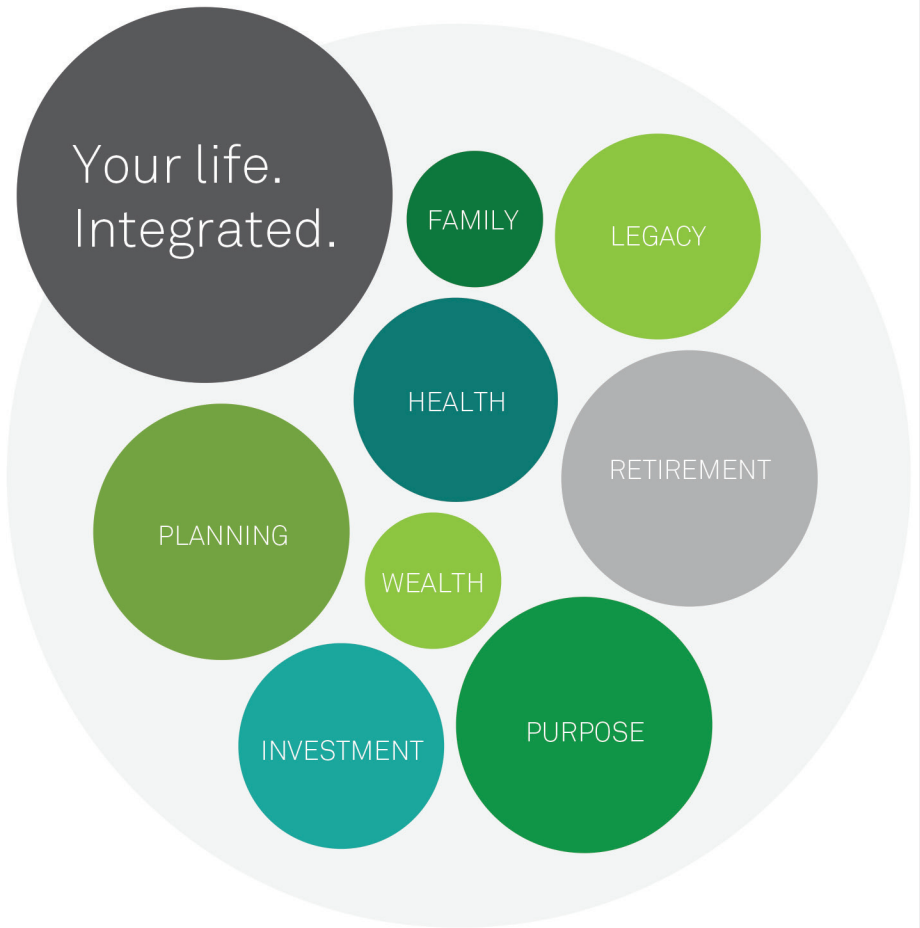 Your life.
Integrated.
FAMILY
LEGACY
HEALTH
RETIREMENT
PLANNING
WEALTH
PURPOSE
INVESTMENT